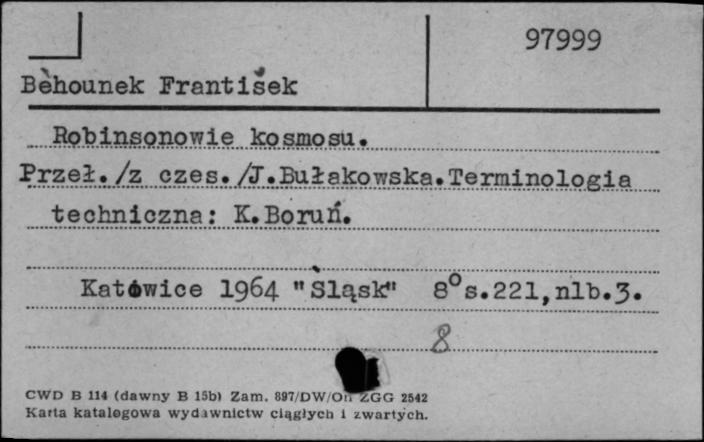 97999
Bèhounek František
Robinsonowie kosmosu.
Przeł./z czes./J.Bułakowska.Terminologia
techniczna: K.Boruń.
Katowice 1964 "Śląsk" 8° s.221,nlb.3.
8
CWD B 114 (dawny B 15b) Zam. 897/DW/On ZGG 2542
Karta katalogowa wydawnictw ciągłych i zwartych.